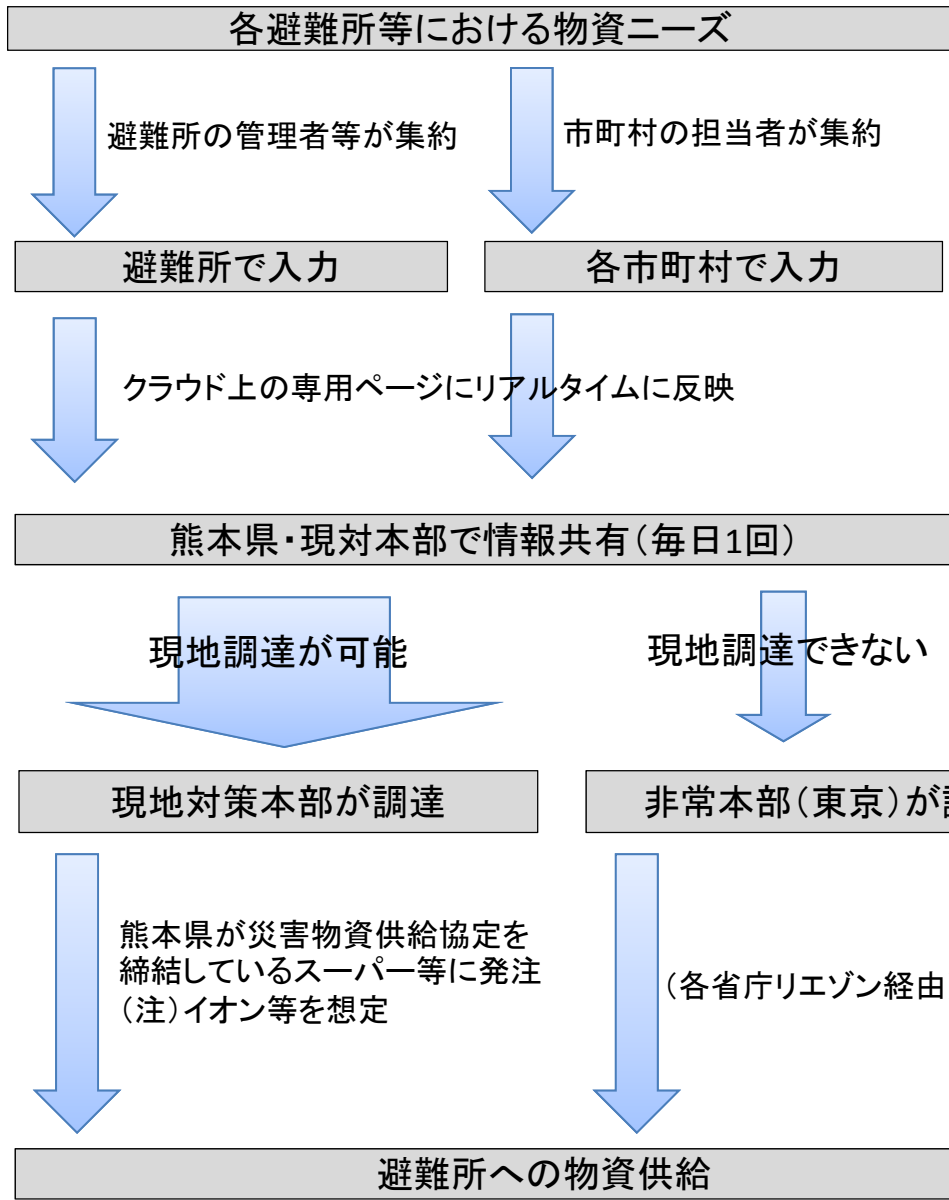 各避難所等における物資ニーズ
避難所の管理者等が集約
市町村の担当者が集約
避難所で入力
各市町村で入力
クラウド上の専用ページにリアルタイムに反映
熊本県・現対本部で情報共有（毎日1回）
現地調達が可能
現地調達できない
現地対策本部が調達
非常本部（東京）が
熊本県が災害物資供給協定を
締結しているスーパー等に発注
（注）イオン等を想定
（各省庁リエゾン経由
避難所への物資供給